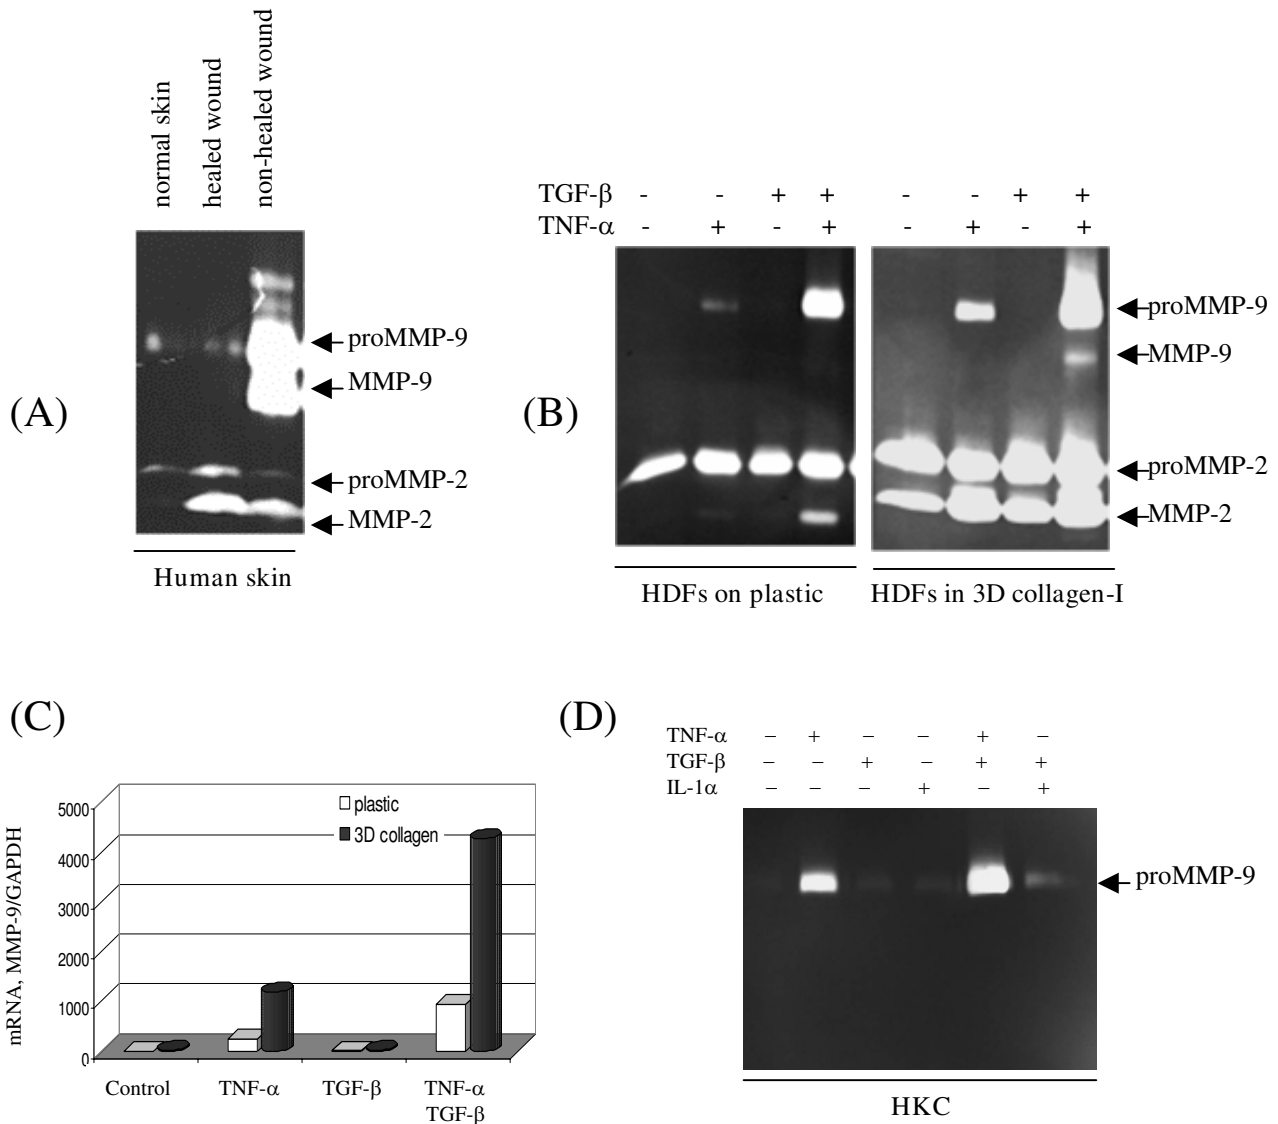 normal skin
healed wound
non-healed wound
proMMP-9
MMP-9
(A)
proMMP-2
MMP-2
Human skin
TGF-β - - + + - - + +
TNF-α - + - + - + - +
(B)
proMMP-9
MMP-9
proMMP-2
MMP-2
HDFs on plastic
HDFs in 3D collagen-I
(C)
mRNA, MMP-9/GAPDH
5000
4000
3000
2000
1000
0
plastic
3D collagen
Control
TNF-α
TGF-β
TNF-α
TGF-β
(D)
TNF-α − + − − + −
TGF-β − − + − + +
IL-1α − − − + − +
proMMP-9
HKC